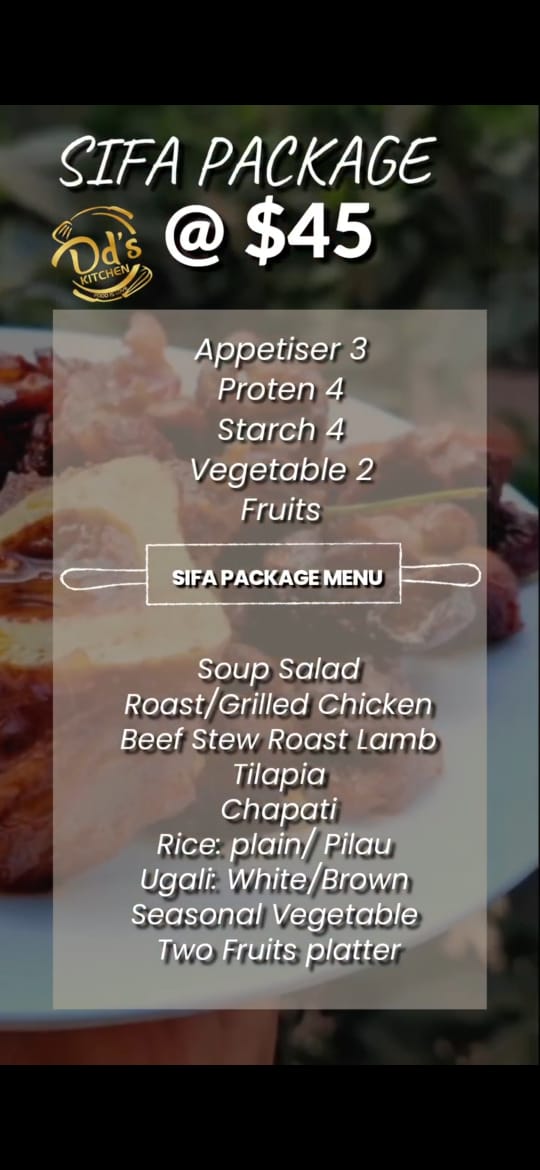 SIFA PACKAGE
@ $45
Dd's
KITCHEN
Appetiser 3
Proten 4
Starch 4
Vegetable 2
Fruits
SIFA PACKAGE MENU
Soup Salad
Roast/Grilled Chicken
Beef Stew Roast Lamb
Tilapia
Chapati
Rice: plain/ Pilau
Ugali: White/Brown
Seasonal Vegetable
Two Fruits platter